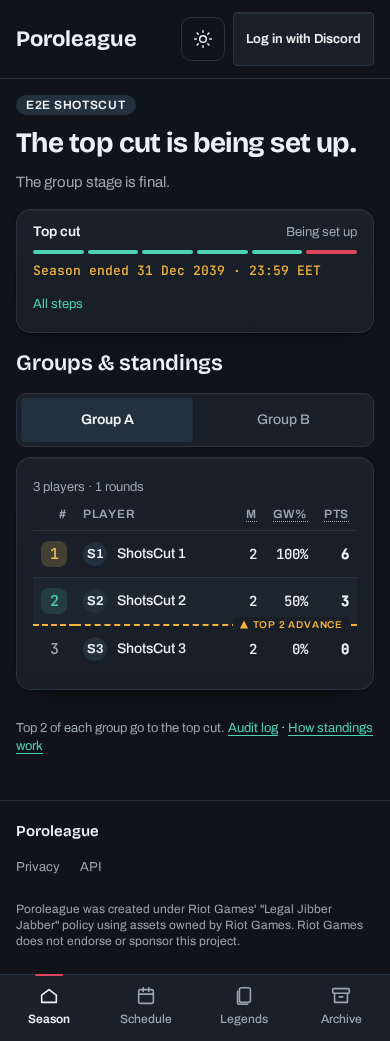 Poroleague
Log in with Discord
E2E SHOTSCUT
The top cut is being set up.
The group stage is final.
Top cut Being set up
Season ended 31 Dec 2039 · 23:59 EET
All steps
Groups & standings
Group A Group B
3 players · 1 rounds
# PLAYER M GW% PTS
1 S1 ShotsCut 1 2 100% 6
2 S2 ShotsCut 2 2 50% 3
▲ TOP 2 ADVANCE
3 S3 ShotsCut 3 2 0% 0
Top 2 of each group go to the top cut. Audit log · How standings
work
Poroleague
Privacy API
Poroleague was created under Riot Games' "Legal Jibber
Jabber" policy using assets owned by Riot Games. Riot Games
does not endorse or sponsor this project.
Season Schedule Legends Archive